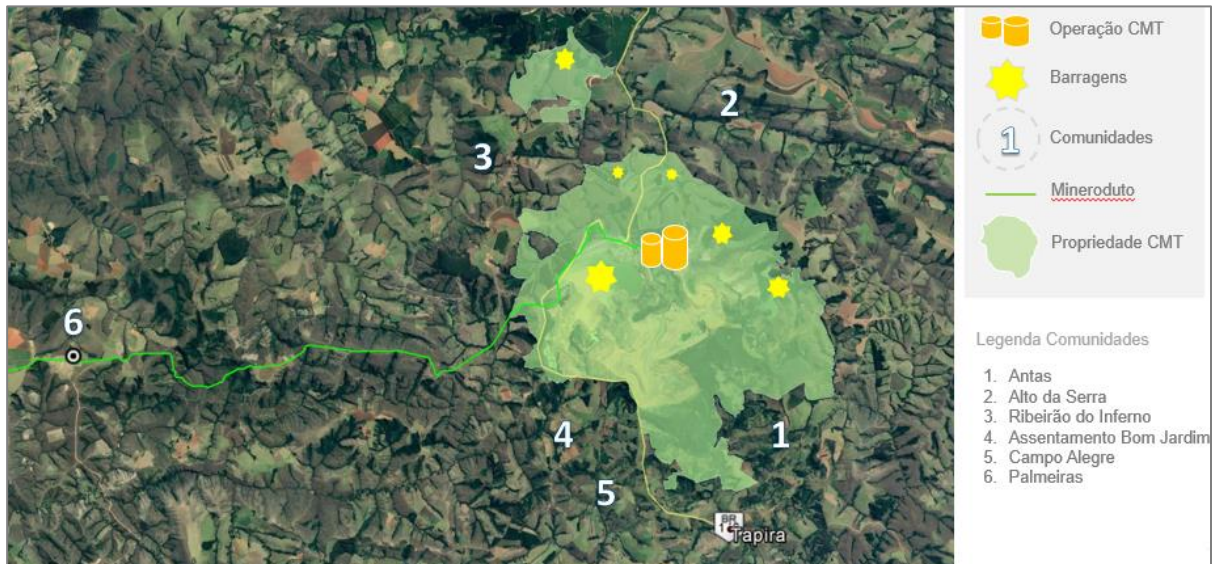 Operação CMT
Barragens
1
Comunidades
Mineroduto
Propriedade CMT
Legenda Comunidades
1. Antas
2. Alto da Serra
3. Ribeirão do Inferno
4. Assentamento Bom Jardim
5. Campo Alegre
6. Palmeiras
2
3
6
4
1
5
BR
Tapira